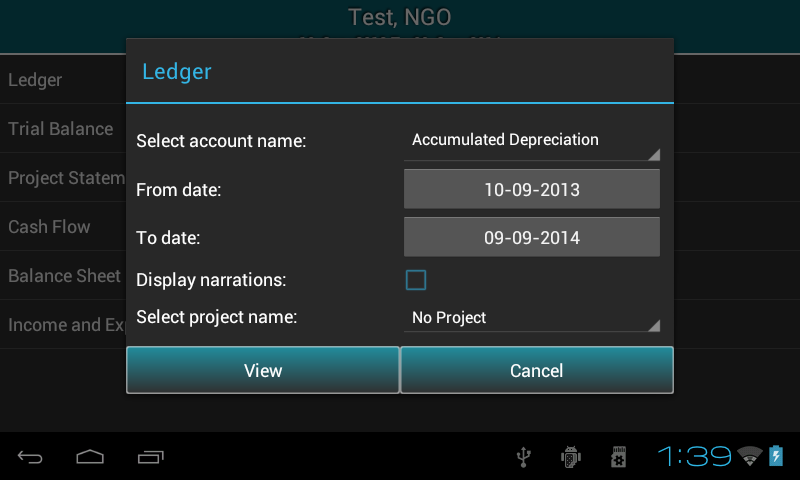 Test, NGO
Ledger
Ledger
Select account name: Accumulated Depreciation
Trial Balance
From date: 10-09-2013
Project Statem
To date: 09-09-2014
Cash Flow
Display narrations:
Balance Sheet
Select project name: No Project
Income and Exp
View Cancel
1:39